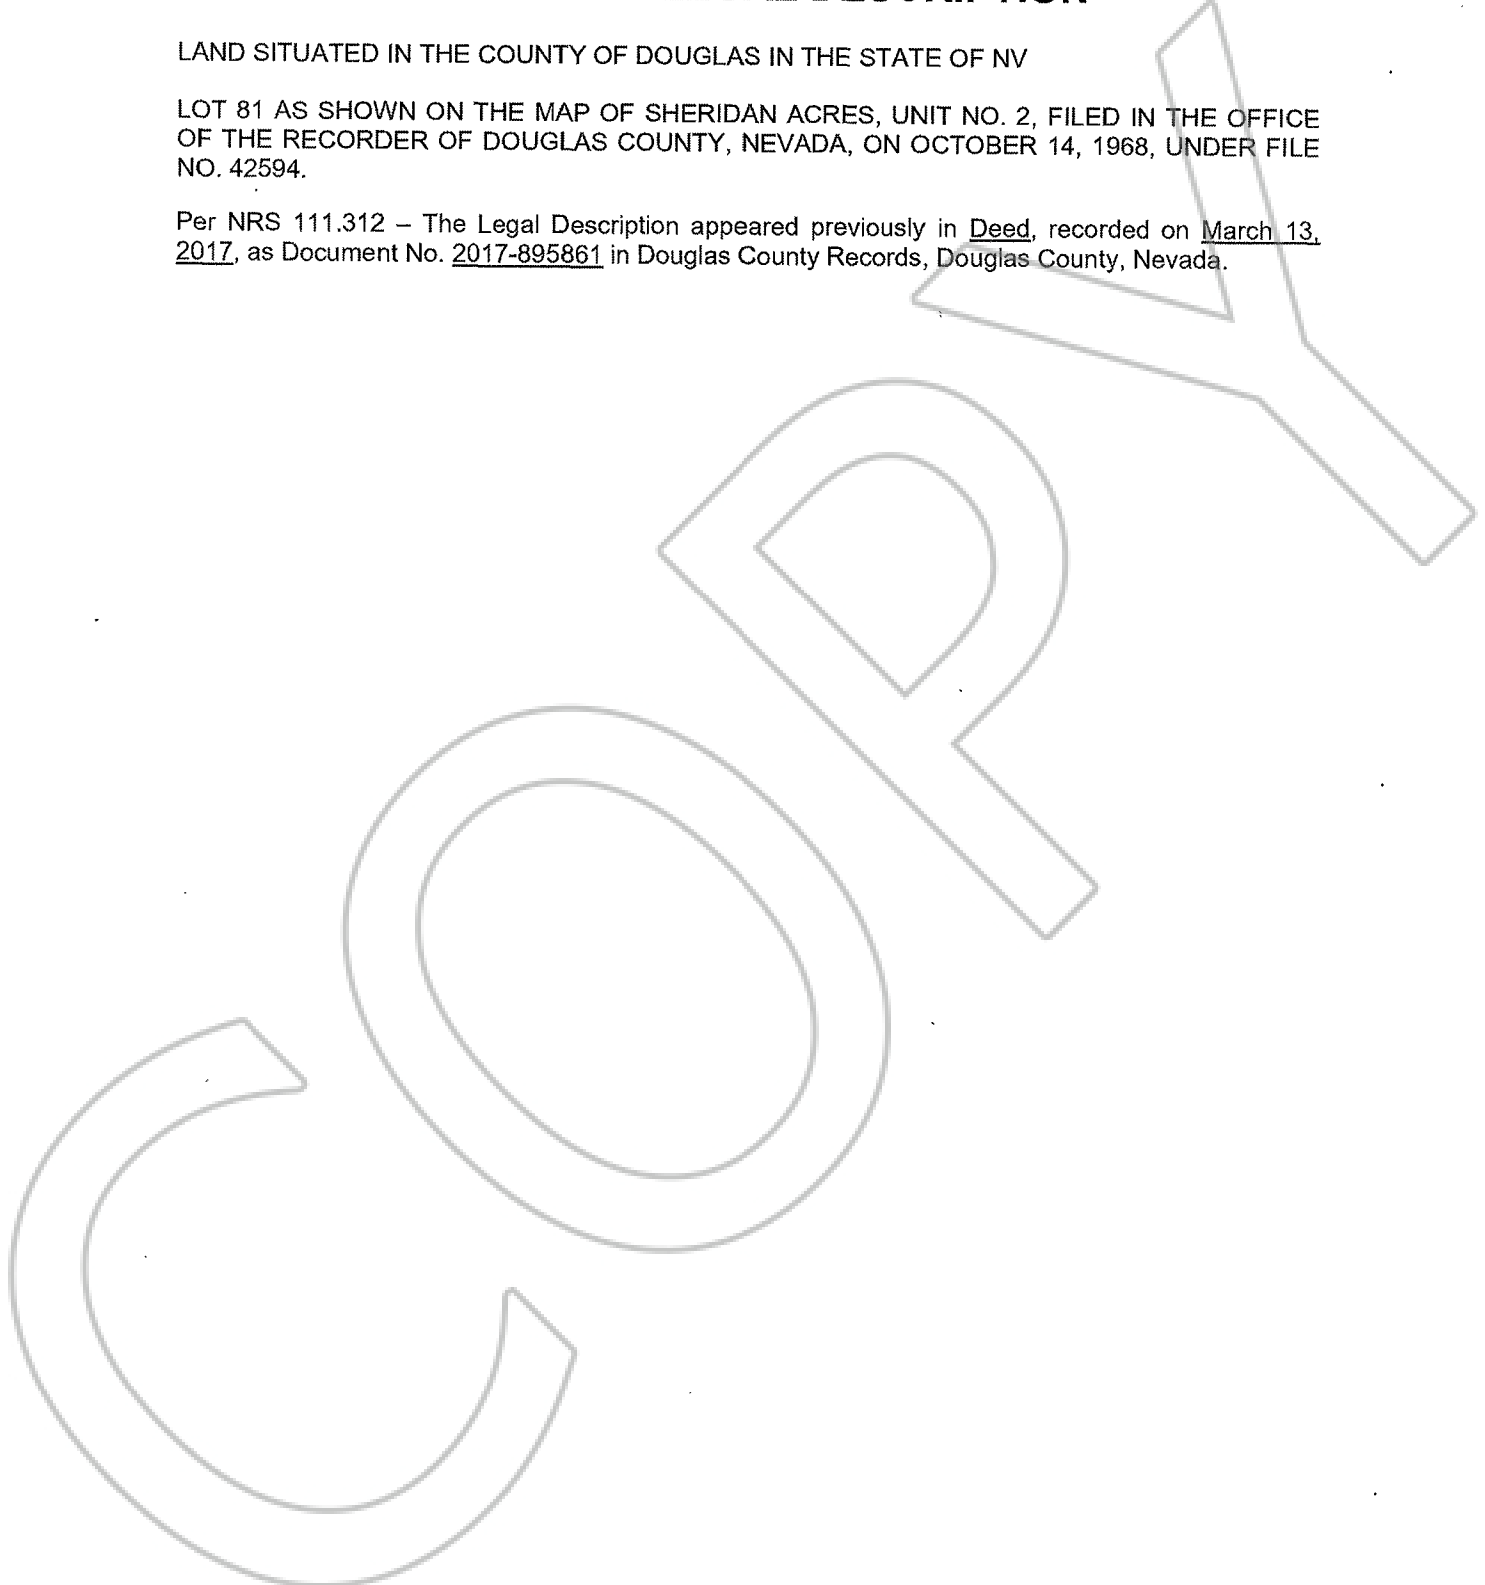 LAND SITUATED IN THE COUNTY OF DOUGLAS IN THE STATE OF NV
LOT 81 AS SHOWN ON THE MAP OF SHERIDAN ACRES, UNIT NO. 2, FILED IN THE OFFICE
OF THE RECORDER OF DOUGLAS COUNTY, NEVADA, ON OCTOBER 14, 1968, UNDER FILE
NO. 42594.
Per NRS 111.312 – The Legal Description appeared previously in Deed, recorded on March 13,
2017, as Document No. 2017-895861 in Douglas County Records, Douglas County, Nevada.
COPY